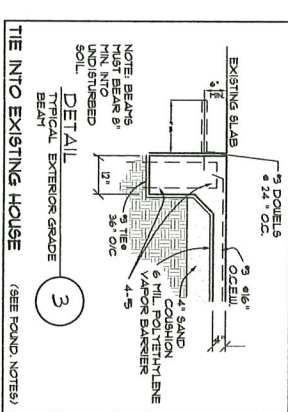 EXISTING SLAB
#3 DOWELS
@ 24" O.C.
#3 @16"
O.C.E.W.
4" SAND
CUSHION
6 MIL POLYETHYLENE
VAPOR BARRIER
4-#5
#3 TIES
36" O/C
12"
4"
NOTE: BEAMS
MUST BEAR 8"
MIN. INTO
UNDISTURBED
SOIL.
DETAIL
TYPICAL EXTERIOR GRADE
BEAM
3
TIE INTO EXISTING HOUSE
(SEE FOUND. NOTES)